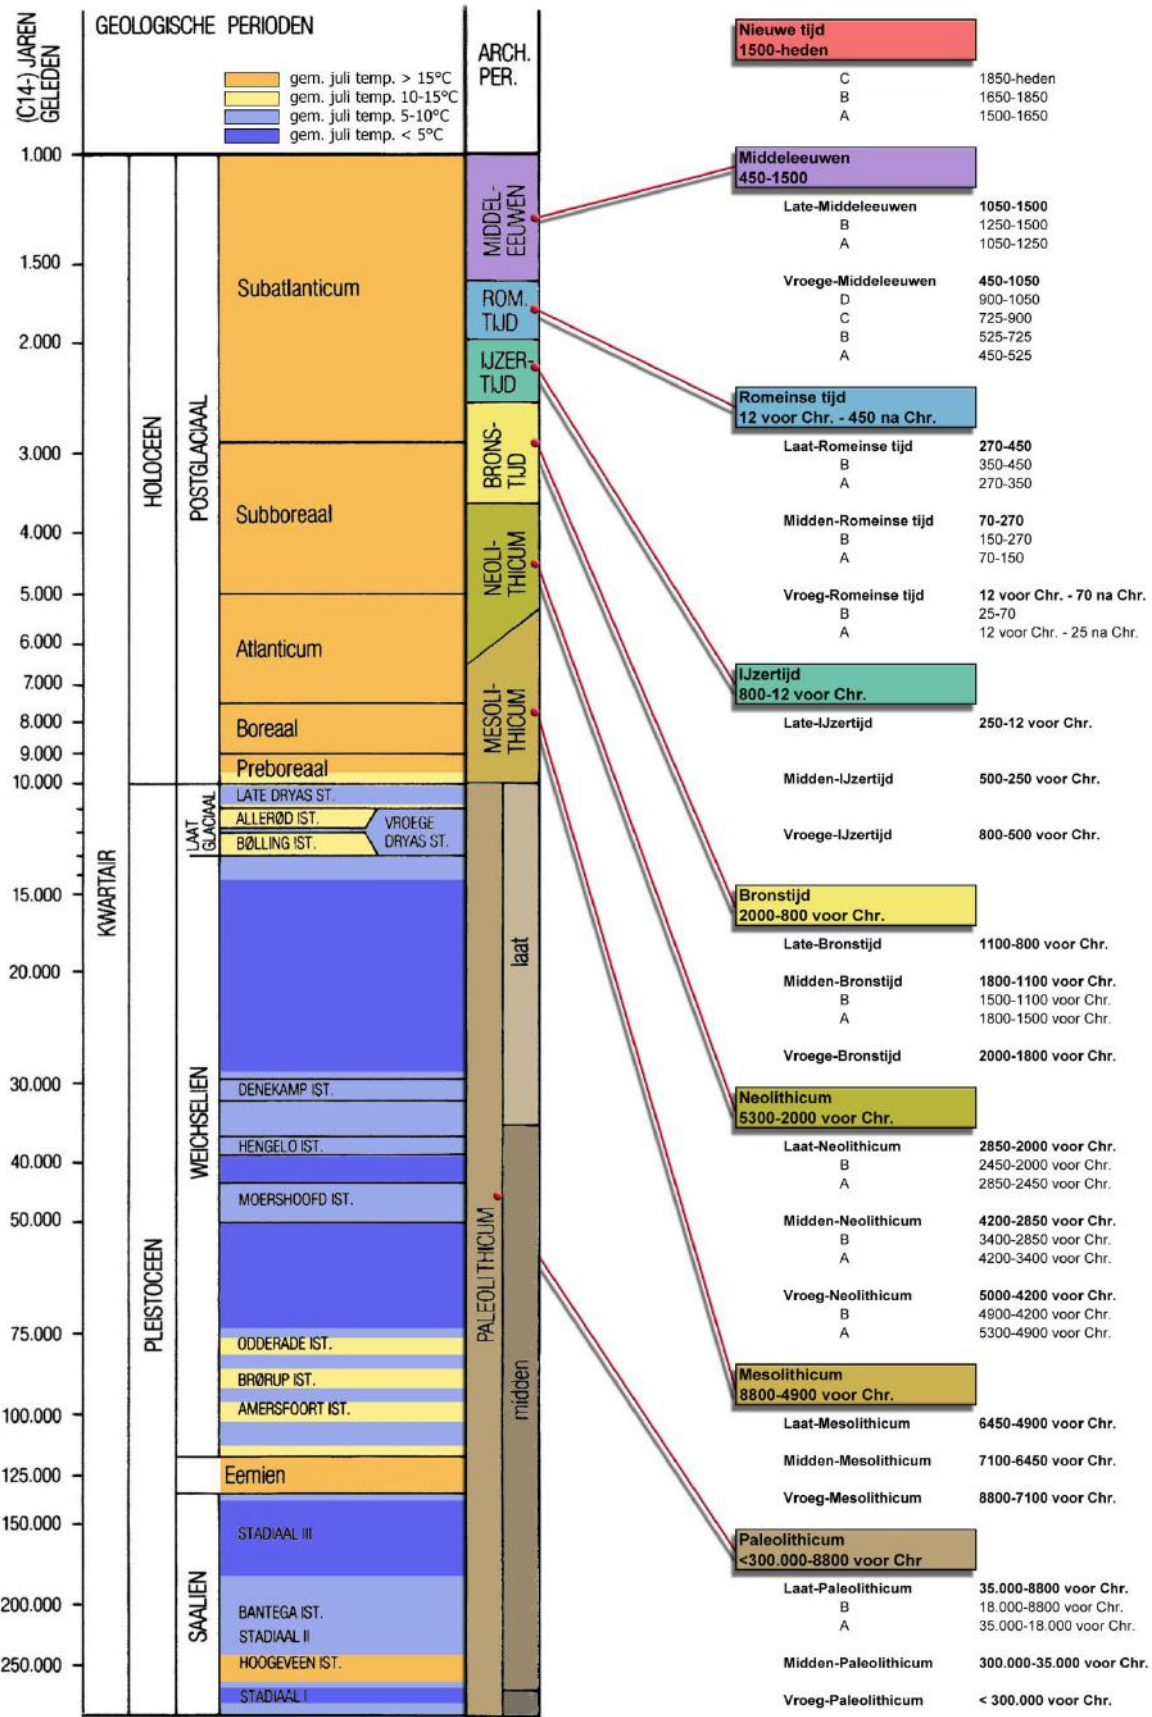 (C14-) JAREN
GELEDEN
GEOLOGISCHE PERIODEN
gem. juli temp. > 15°C
gem. juli temp. 10-15°C
gem. juli temp. 5-10°C
gem. juli temp. < 5°C
ARCH.
PER.
1.000
1.500
2.000
3.000
4.000
5.000
6.000
7.000
8.000
9.000
10.000
15.000
20.000
30.000
40.000
50.000
75.000
100.000
125.000
150.000
200.000
250.000
KWARTAIR
HOLOCEEN
PLEISTOCEEN
POSTGLACIAAL
LAAT
GLACIAAL
WEICHSELIEN
SAALIEN
Subatlanticum
Subboreaal
Atlanticum
Boreaal
Preboreaal
LATE DRYAS ST.
ALLERØD IST.
VROEGE
DRYAS ST.
BØLLING IST.
DENEKAMP IST.
HENGELO IST.
MOERSHOOFD IST.
ODDERADE IST.
BRØRUP IST.
AMERSFOORT IST.
Eemien
STADIAAL III
BANTEGA IST.
STADIAAL II
HOOGEVEEN IST.
STADIAAL I
MIDDEL-
EEUWEN
ROM.
TIJD
IJZER-
TIJD
BRONS-
TIJD
NEOLI-
THICUM
MESOLI-
THICUM
PALEOLITHICUM
laat
midden
Nieuwe tijd
1500-heden
C 1850-heden
B 1650-1850
A 1500-1650
Middeleeuwen
450-1500
Late-Middeleeuwen 1050-1500
B 1250-1500
A 1050-1250
Vroege-Middeleeuwen 450-1050
D 900-1050
C 725-900
B 525-725
A 450-525
Romeinse tijd
12 voor Chr. - 450 na Chr.
Laat-Romeinse tijd 270-450
B 350-450
A 270-350
Midden-Romeinse tijd 70-270
B 150-270
A 70-150
Vroeg-Romeinse tijd 12 voor Chr. - 70 na Chr.
B 25-70
A 12 voor Chr. - 25 na Chr.
IJzertijd
800-12 voor Chr.
Late-IJzertijd 250-12 voor Chr.
Midden-IJzertijd 500-250 voor Chr.
Vroege-IJzertijd 800-500 voor Chr.
Bronstijd
2000-800 voor Chr.
Late-Bronstijd 1100-800 voor Chr.
Midden-Bronstijd 1800-1100 voor Chr.
B 1500-1100 voor Chr.
A 1800-1500 voor Chr.
Vroege-Bronstijd 2000-1800 voor Chr.
Neolithicum
5300-2000 voor Chr.
Laat-Neolithicum 2850-2000 voor Chr.
B 2450-2000 voor Chr.
A 2850-2450 voor Chr.
Midden-Neolithicum 4200-2850 voor Chr.
B 3400-2850 voor Chr.
A 4200-3400 voor Chr.
Vroeg-Neolithicum 5000-4200 voor Chr.
B 4900-4200 voor Chr.
A 5300-4900 voor Chr.
Mesolithicum
8800-4900 voor Chr.
Laat-Mesolithicum 6450-4900 voor Chr.
Midden-Mesolithicum 7100-6450 voor Chr.
Vroeg-Mesolithicum 8800-7100 voor Chr.
Paleolithicum
<300.000-8800 voor Chr
Laat-Paleolithicum 35.000-8800 voor Chr.
B 18.000-8800 voor Chr.
A 35.000-18.000 voor Chr.
Midden-Paleolithicum 300.000-35.000 voor Chr.
Vroeg-Paleolithicum < 300.000 voor Chr.